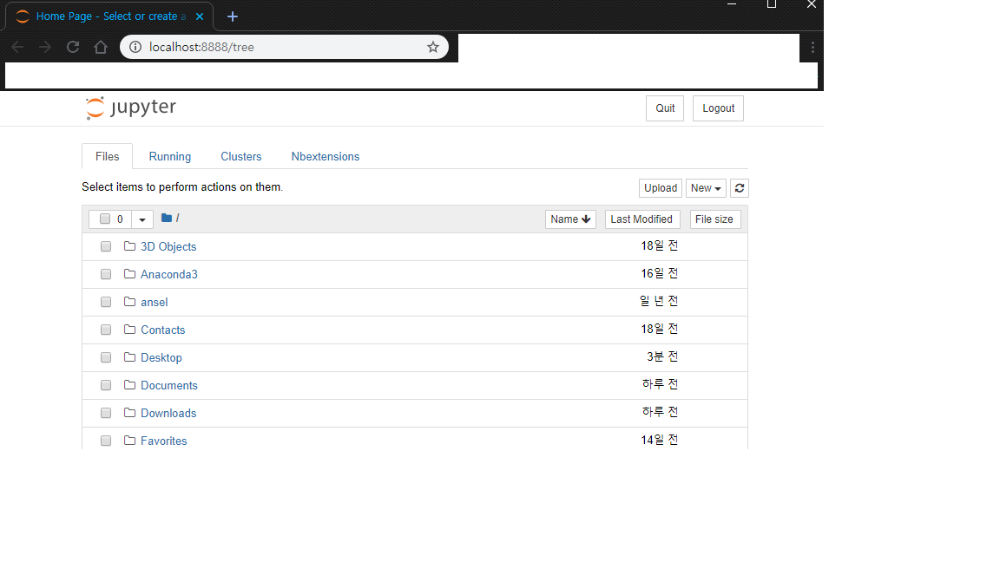 Home Page - Select or create a
localhost:8888/tree
jupyter
Quit Logout
Files Running Clusters Nbextensions
Select items to perform actions on them.
Upload New
0 / Name Last Modified File size
3D Objects 18일 전
Anaconda3 16일 전
ansel 일 년 전
Contacts 18일 전
Desktop 3분 전
Documents 하루 전
Downloads 하루 전
Favorites 14일 전